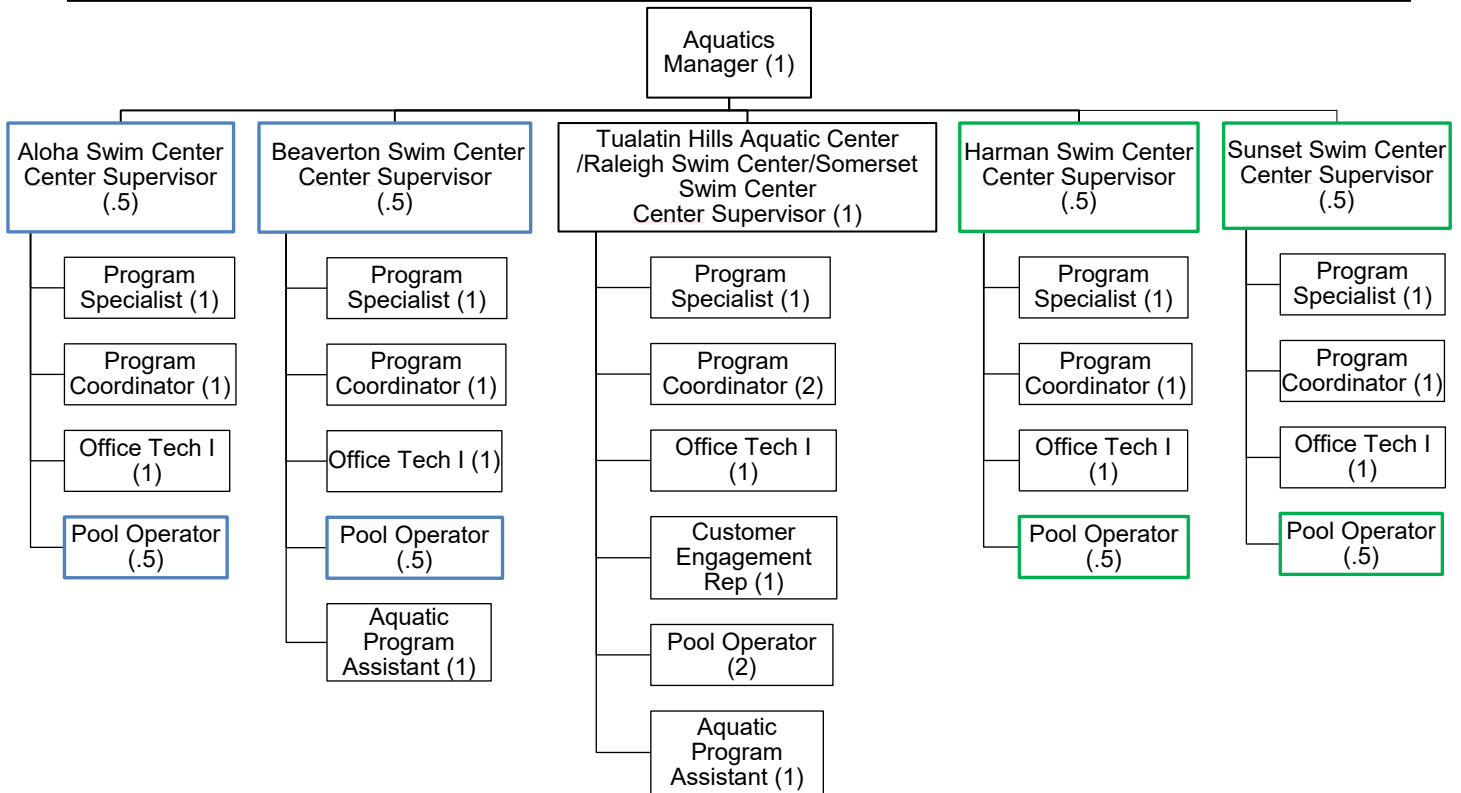 Aquatics
Manager (1)
Aloha Swim Center
Center Supervisor
(.5)
Program
Specialist (1)
Program
Coordinator (1)
Office Tech I
(1)
Pool Operator
(.5)
Beaverton Swim Center
Center Supervisor
(.5)
Program
Specialist (1)
Program
Coordinator (1)
Office Tech I (1)
Pool Operator
(.5)
Aquatic
Program
Assistant (1)
Tualatin Hills Aquatic Center
/Raleigh Swim Center/Somerset
Swim Center
Center Supervisor (1)
Program
Specialist (1)
Program
Coordinator (2)
Office Tech I
(1)
Customer
Engagement
Rep (1)
Pool Operator
(2)
Aquatic
Program
Assistant (1)
Harman Swim Center
Center Supervisor
(.5)
Program
Specialist (1)
Program
Coordinator (1)
Office Tech I
(1)
Pool Operator
(.5)
Sunset Swim Center
Center Supervisor
(.5)
Program
Specialist (1)
Program
Coordinator (1)
Office Tech I
(1)
Pool Operator
(.5)